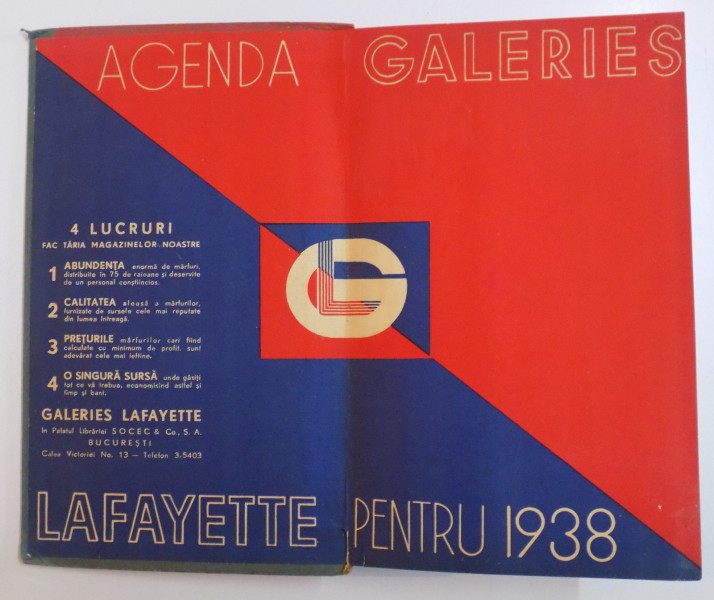 AGENDA GALERIES
4 LUCRURI
FAC TĂRIA MAGAZINELOR NOASTRE
1 ABUNDENȚA enormă de mărfuri,
distribuite în 75 de raioane și deservite
de un personal conștiincios.
2 CALITATEA aleasă a mărfurilor,
furnizate de sursele cele mai reputate
din lumea întreagă.
3 PREȚURILE mărfurilor cari fiind
calculate cu minimum de profit, sunt
adevărat cele mai ieftine.
4 O SINGURĂ SURSĂ unde găsiți
tot ce vă trebue, economisind astfel și
timp și bani.
GALERIES LAFAYETTE
în Palatul Librăriei SOCEC & Co., S. A.
BUCUREȘTI
Calea Victoriei No. 13 — Telefon 3.5403
GL
LAFAYETTE PENTRU 1938